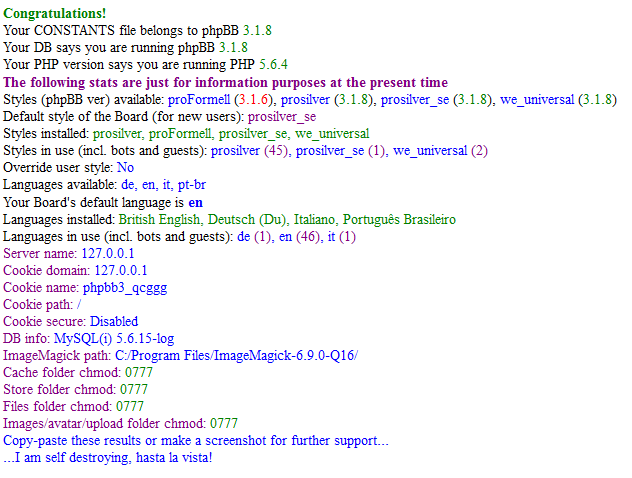 Congratulations!
Your CONSTANTS file belongs to phpBB 3.1.8
Your DB says you are running phpBB 3.1.8
Your PHP version says you are running PHP 5.6.4
The following stats are just for information purposes at the present time
Styles (phpBB ver) available: proFormell (3.1.6), prosilver (3.1.8), prosilver_se (3.1.8), we_universal (3.1.8)
Default style of the Board (for new users): prosilver_se
Styles installed: prosilver, proFormell, prosilver_se, we_universal
Styles in use (incl. bots and guests): prosilver (45), prosilver_se (1), we_universal (2)
Override user style: No
Languages available: de, en, it, pt-br
Your Board's default language is en
Languages installed: British English, Deutsch (Du), Italiano, Português Brasileiro
Languages in use (incl. bots and guests): de (1), en (46), it (1)
Server name: 127.0.0.1
Cookie domain: 127.0.0.1
Cookie name: phpbb3_qcggg
Cookie path: /
Cookie secure: Disabled
DB info: MySQL(i) 5.6.15-log
ImageMagick path: C:/Program Files/ImageMagick-6.9.0-Q16/
Cache folder chmod: 0777
Store folder chmod: 0777
Files folder chmod: 0777
Images/avatar/upload folder chmod: 0777
Copy-paste these results or make a screenshot for further support...
...I am self destroying, hasta la vista!